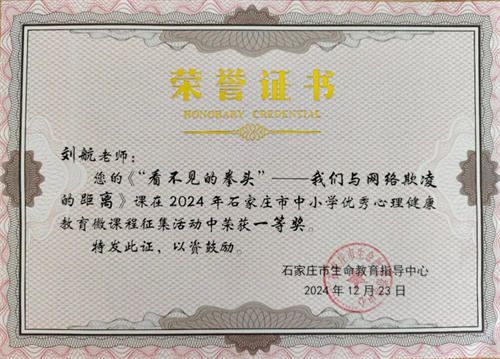 荣誉证书
HONORARY CREDENTIAL
刘航老师：
您的《“看不见的拳头”——我们与网络欺凌
的距离》课在2024年石家庄市中小学优秀心理健康
教育微课程征集活动中荣获一等奖。
特发此证，以资鼓励。
石家庄市生命教育指导中心
2024年12月23日